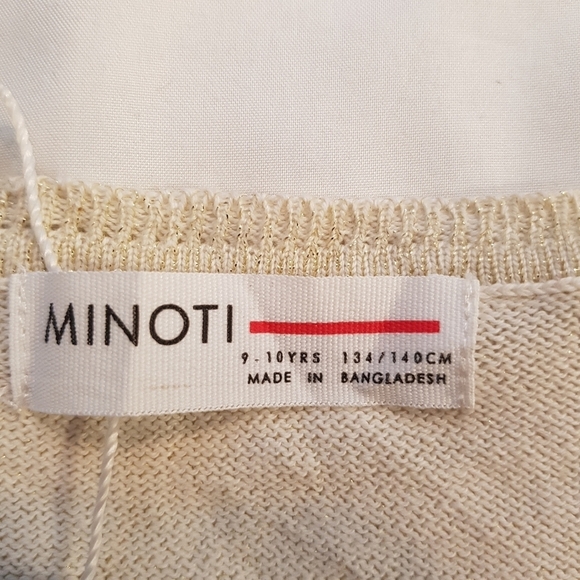 MINOTI
9 - 10YRS 134/140CM
MADE IN BANGLADESH